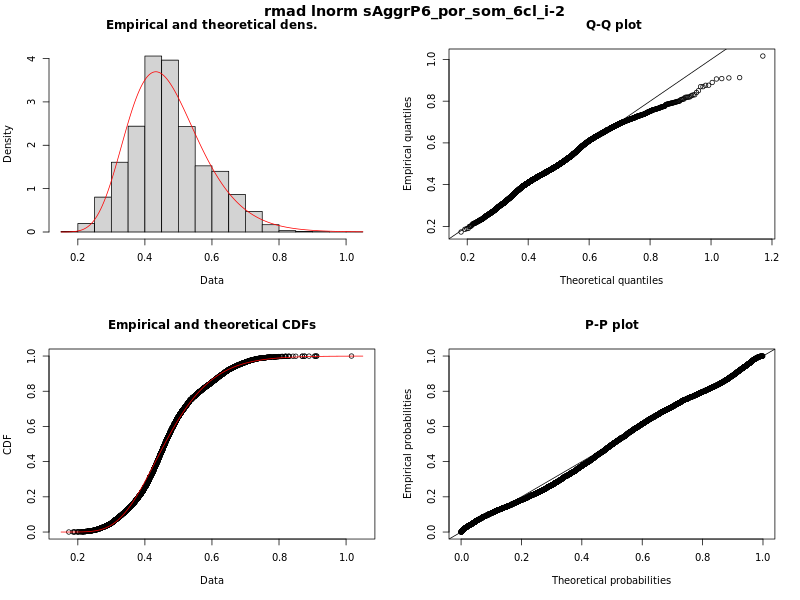 rmad lnorm sAggrP6_por_som_6cl_i-2
Empirical and theoretical dens.
Density
0 1 2 3 4
0.2 0.4 0.6 0.8 1.0
Data
Q-Q plot
Empirical quantiles
0.2 0.4 0.6 0.8 1.0
0.2 0.4 0.6 0.8 1.0 1.2
Theoretical quantiles
Empirical and theoretical CDFs
CDF
0.0 0.2 0.4 0.6 0.8 1.0
0.2 0.4 0.6 0.8 1.0
Data
P-P plot
Empirical probabilities
0.0 0.2 0.4 0.6 0.8 1.0
0.0 0.2 0.4 0.6 0.8 1.0
Theoretical probabilities